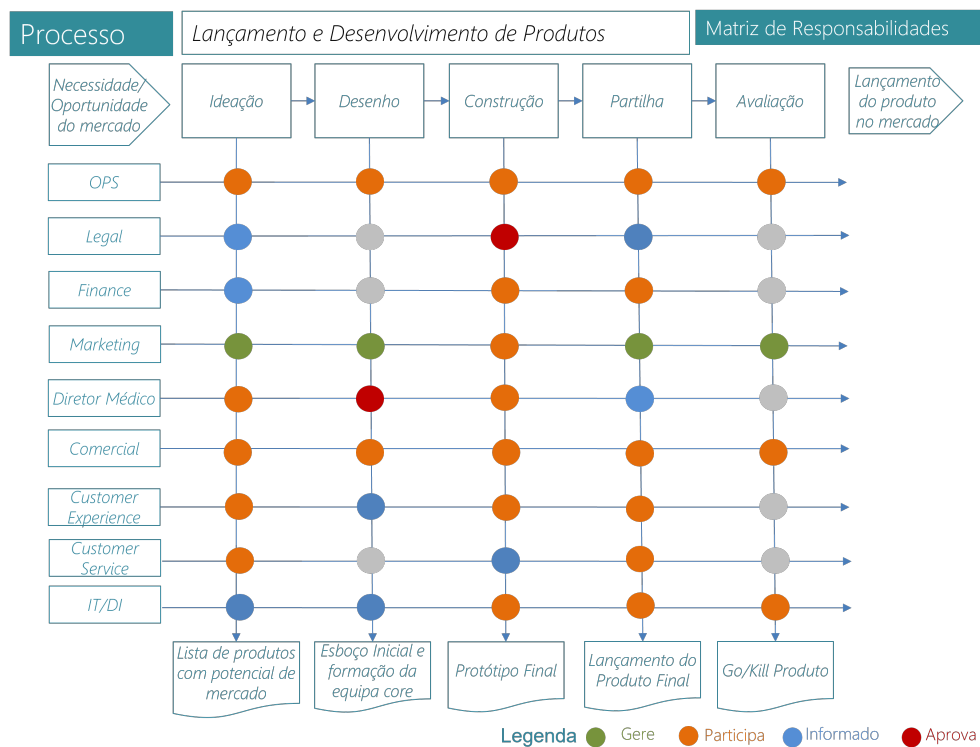 Processo
Lançamento e Desenvolvimento de Produtos
Matriz de Responsabilidades
Necessidade/
Oportunidade
do mercado
Ideação
Desenho
Construção
Partilha
Avaliação
Lançamento
do produto
no mercado
OPS
Legal
Finance
Marketing
Diretor Médico
Comercial
Customer
Experience
Customer
Service
IT/DI
Lista de produtos
com potencial de
mercado
Esboço Inicial e
formação da
equipa core
Protótipo Final
Lançamento do
Produto Final
Go/Kill Produto
Legenda
Gere
Participa
Informado
Aprova